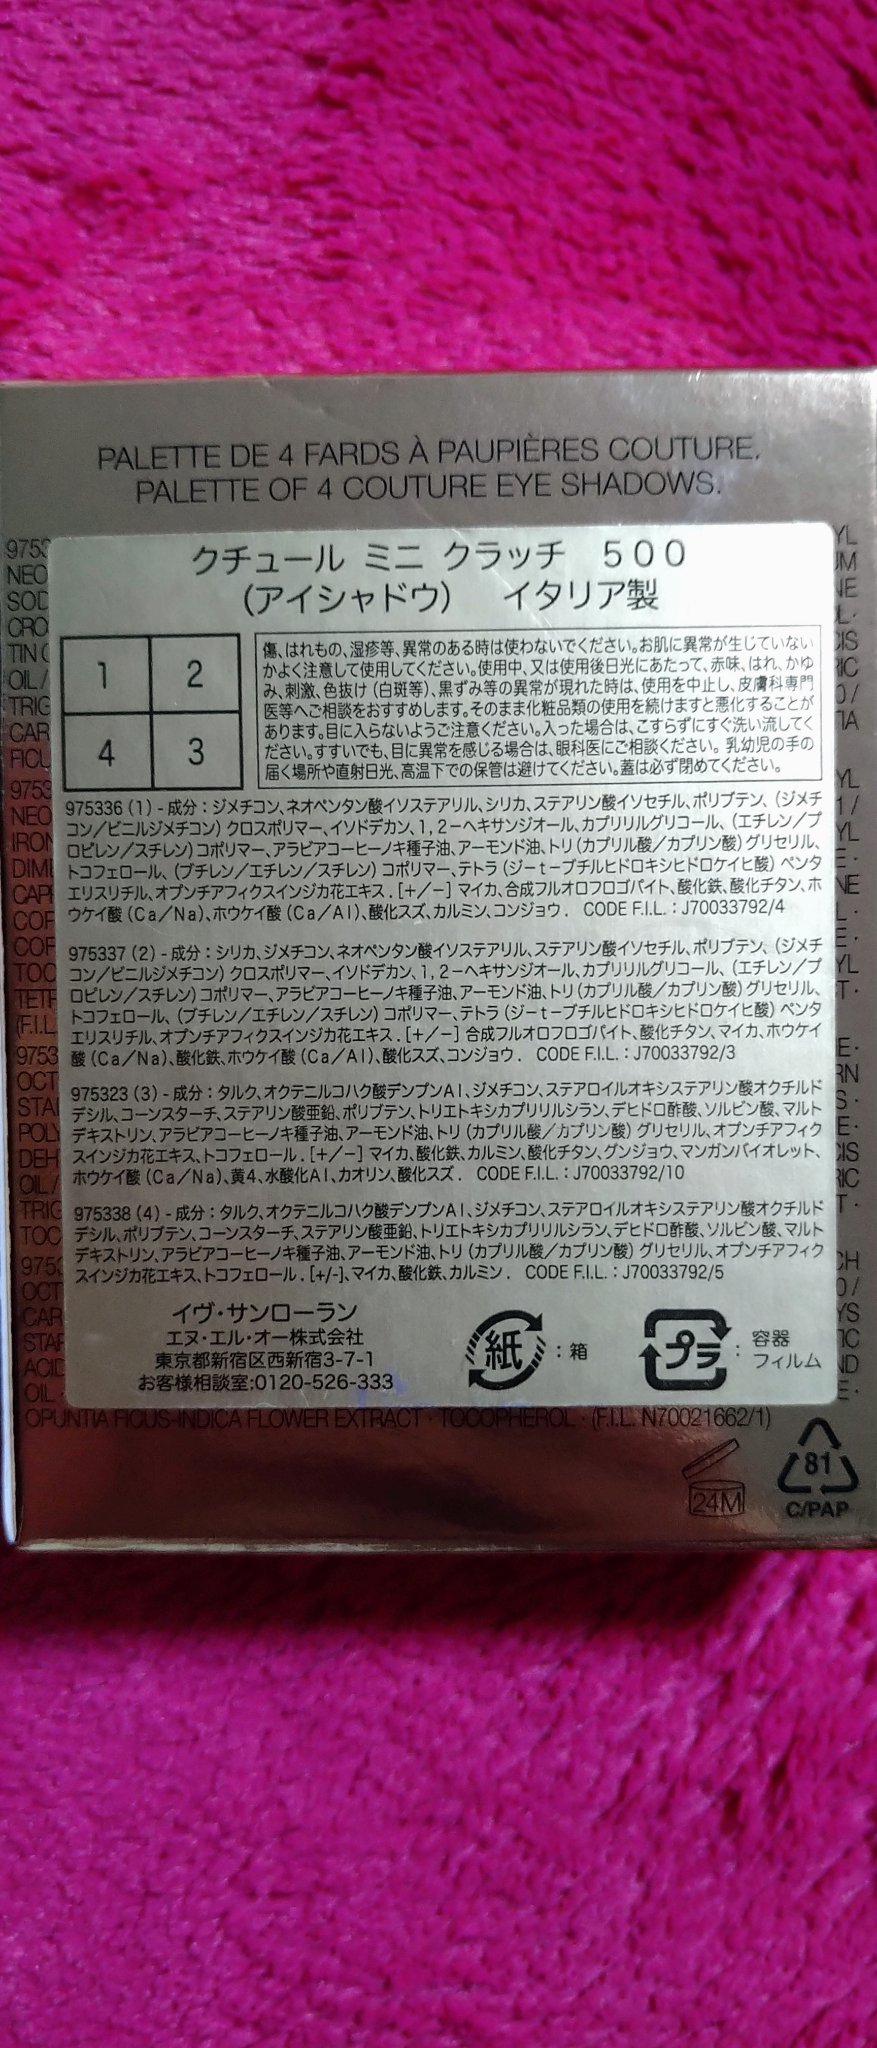 PALETTE DE 4 FARDS À PAUPIÈRES COUTURE.
PALETTE OF 4 COUTURE EYE SHADOWS.
クチュール ミニ クラッチ 500
(アイシャドウ) イタリア製
1 2
4 3
傷、はれもの、湿疹等、異常のある時は使わないでください。お肌に異常が生じていない
かよく注意して使用してください。使用中、又は使用後日光にあたって、赤味、はれ、かゆ
み、刺激、色抜け(白斑等)、黒ずみ等の異常が現れた時は、使用を中止し、皮膚科専門
医等へご相談をおすすめします。そのまま化粧品類の使用を続けますと悪化することが
あります。目に入らないようご注意ください。入った場合は、こすらずにすぐ洗い流してく
ださい。すすいでも、目に異常を感じる場合は、眼科医にご相談ください。乳幼児の手の
届く場所や直射日光、高温下での保管は避けてください。蓋は必ず閉めてください。
975336 (1) - 成分 : ジメチコン、ネオペンタン酸イソステアリル、シリカ、ステアリン酸イソセチル、ポリブテン、(ジメチ
コン/ビニルジメチコン) クロスポリマー、イソドデカン、1,2-ヘキサンジオール、カプリリルグリコール、(エチレン/プ
ロピレン/スチレン) コポリマー、アラビアコーヒーノキ種子油、アーモンド油、トリ (カプリル酸/カプリン酸) グリセリル、
トコフェロール、(ブチレン/エチレン/スチレン) コポリマー、テトラ (ジ-t-ブチルヒドロキシヒドロケイヒ酸) ペンタ
エリスリチル、オプンチアフィクスインジカ花エキス. [+/-] マイカ、合成フルオロフロゴパイト、酸化鉄、酸化チタン、ホ
ウケイ酸 (Ca/Na)、ホウケイ酸 (Ca/Al)、酸化スズ、カルミン、コンジョウ. CODE F.I.L. : J70033792/4
975337 (2) - 成分 : シリカ、ジメチコン、ネオペンタン酸イソステアリル、ステアリン酸イソセチル、ポリブテン、(ジメチ
コン/ビニルジメチコン) クロスポリマー、イソドデカン、1,2-ヘキサンジオール、カプリリルグリコール、(エチレン/プ
ロピレン/スチレン) コポリマー、アラビアコーヒーノキ種子油、アーモンド油、トリ (カプリル酸/カプリン酸) グリセリル、
トコフェロール、(ブチレン/エチレン/スチレン) コポリマー、テトラ (ジ-t-ブチルヒドロキシヒドロケイヒ酸) ペンタ
エリスリチル、オプンチアフィクスインジカ花エキス. [+/-] 合成フルオロフロゴパイト、酸化チタン、マイカ、ホウケイ
酸 (Ca/Na)、酸化鉄、ホウケイ酸 (Ca/Al)、酸化スズ、コンジョウ. CODE F.I.L. : J70033792/3
975323 (3) - 成分 : タルク、オクテニルコハク酸デンプンAl、ジメチコン、ステアロイルオキシステアリン酸オクチルド
デシル、コーンスターチ、ステアリン酸亜鉛、ポリブテン、トリエトキシカプリリルシラン、デヒドロ酢酸、ソルビン酸、マルト
デキストリン、アラビアコーヒーノキ種子油、アーモンド油、トリ (カプリル酸/カプリン酸) グリセリル、オプンチアフィク
スインジカ花エキス、トコフェロール. [+/-] マイカ、酸化鉄、カルミン、酸化チタン、グンジョウ、マンガンバイオレット、
ホウケイ酸 (Ca/Na)、黄4、水酸化Al、カオリン、酸化スズ. CODE F.I.L. : J70033792/10
975338 (4) - 成分 : タルク、オクテニルコハク酸デンプンAl、ジメチコン、ステアロイルオキシステアリン酸オクチルド
デシル、ポリブテン、コーンスターチ、ステアリン酸亜鉛、トリエトキシカプリリルシラン、デヒドロ酢酸、ソルビン酸、マルト
デキストリン、アラビアコーヒーノキ種子油、アーモンド油、トリ (カプリル酸/カプリン酸) グリセリル、オプンチアフィク
スインジカ花エキス、トコフェロール. [+/-]、マイカ、酸化鉄、カルミン. CODE F.I.L. : J70033792/5
イヴ・サンローラン
エヌ・エル・オー株式会社
東京都新宿区西新宿3-7-1
お客様相談室:0120-526-333
紙 : 箱
プラ : 容器
フィルム
OPUNTIA FICUS-INDICA FLOWER EXTRACT · TOCOPHEROL · (F.I.L. N70021662/1)
24M
81
C/PAP